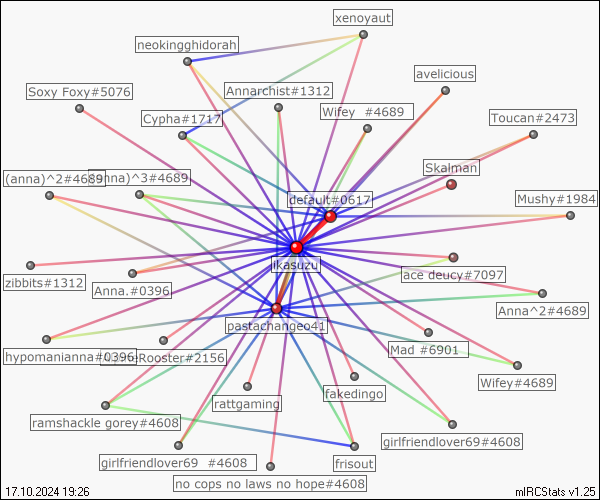 xenoyaut
neokingghidorah
avelicious
Soxy Foxy#5076
Annarchist#1312
Wifey #4689
Cypha#1717
Toucan#2473
Skalman
(anna)^2#4689
nna)^3#4689
default#0617
Mushy#1984
ikasuzu
ace deucy#7097
zibbits#1312
Anna.#0396
Anna^2#4689
pastachangeo41
hypomanianna#0396
eRooster#2156
Mad #6901
Wifey#4689
fakedingo
rattgaming
ramshackle gorey#4608
girlfriendlover69#4608
girlfriendlover69 #4608
frisout
no cops no laws no hope#4608
17.10.2024 19:26
mIRCStats v1.25